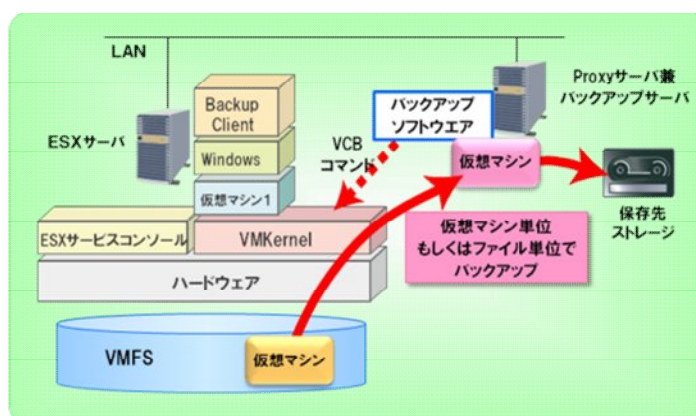 LAN
Proxyサーバ兼
バックアップサーバ
Backup
Client
バックアップ
ソフトウエア
ESXサーバ
VCB
コマンド
Windows
仮想マシン
仮想マシン1
保存先
ストレージ
仮想マシン単位
もしくはファイル単位で
バックアップ
ESXサービスコンソール
VMKernel
ハードウェア
VMFS
仮想マシン